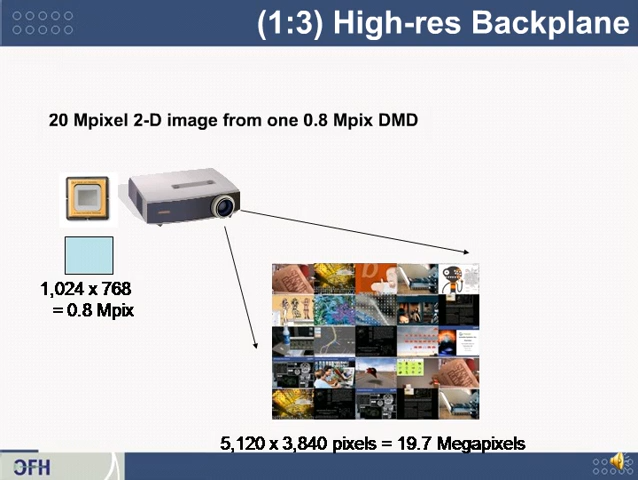 (1:3) High-res Backplane
20 Mpixel 2-D image from one 0.8 Mpix DMD
1,024 x 768
= 0.8 Mpix
5,120 x 3,840 pixels = 19.7 Megapixels
OFH